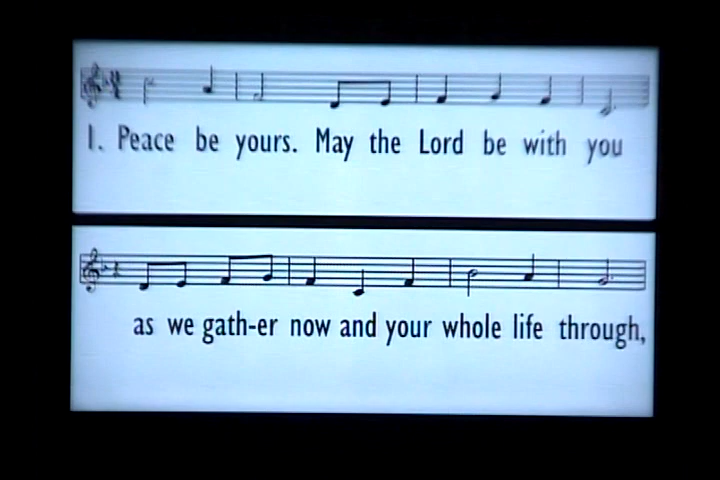 1. Peace be yours. May the Lord be with you
as we gath-er now and your whole life through,